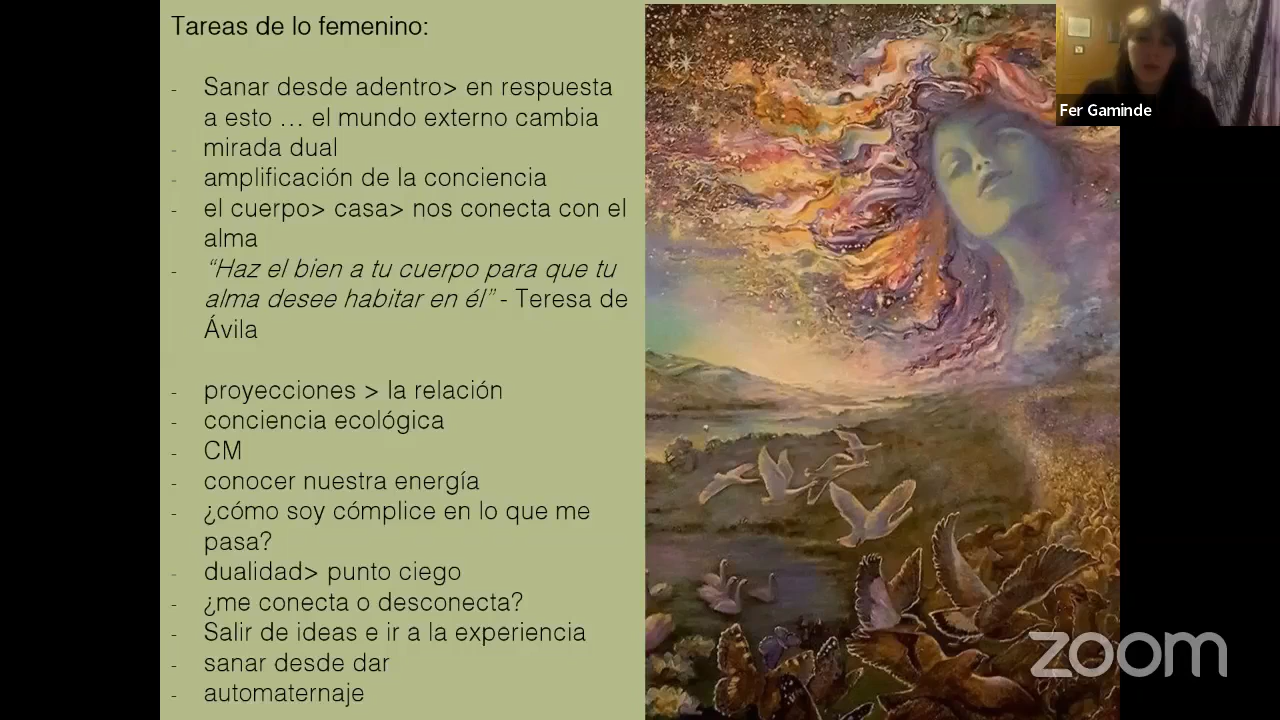 Tareas de lo femenino:
- Sanar desde adentro> en respuesta
a esto ... el mundo externo cambia
- mirada dual
- amplificación de la conciencia
- el cuerpo> casa> nos conecta con el
alma
- “Haz el bien a tu cuerpo para que tu
alma desee habitar en él” - Teresa de
Ávila
- proyecciones > la relación
- conciencia ecológica
- CM
- conocer nuestra energía
- ¿cómo soy cómplice en lo que me
pasa?
- dualidad> punto ciego
- ¿me conecta o desconecta?
- Salir de ideas e ir a la experiencia
- sanar desde dar
- automaternaje
Fer Gaminde
zoom